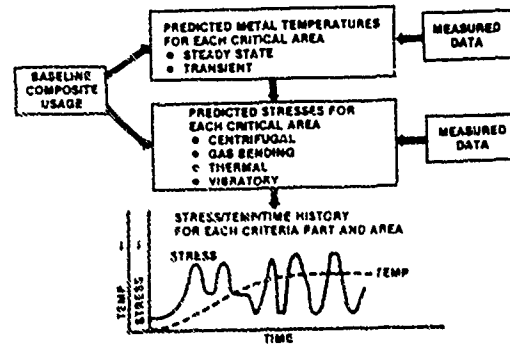 PREDICTED METAL TEMPERATURES
FOR EACH CRITICAL AREA
• STEADY STATE
• TRANSIENT
MEASURED
DATA
BASELINE
COMPOSITE
USAGE
PREDICTED STRESSES FOR
EACH CRITICAL AREA
• CENTRIFUGAL
• GAS BENDING
• THERMAL
• VIBRATORY
MEASURED
DATA
STRESS/TEMP/TIME HISTORY
FOR EACH CRITERIA PART AND AREA
STRESS
TEMP
TEMP
STRESS
TIME